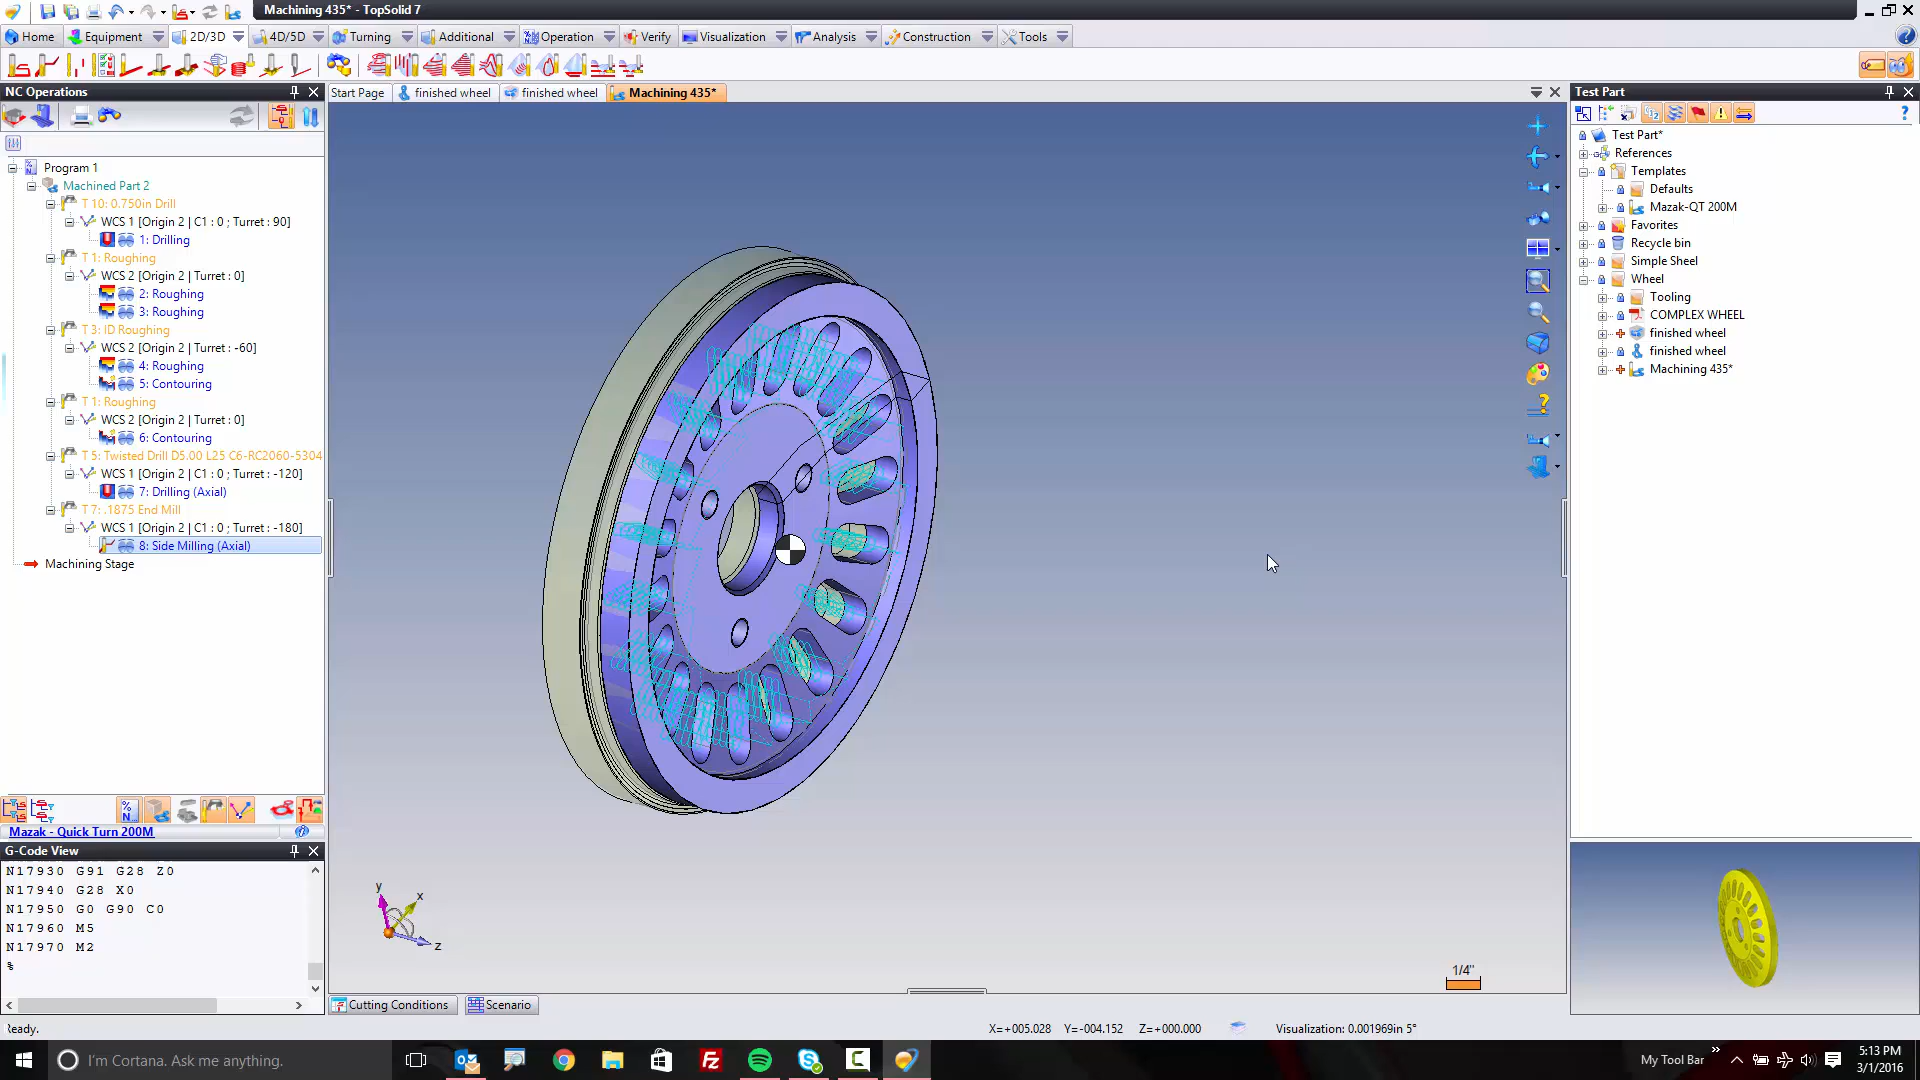 Machining 435* - TopSolid 7
Home
Equipment
2D/3D
4D/5D
Turning
Additional
Operation
Verify
Visualization
Analysis
Construction
Tools
NC Operations
Start Page
finished wheel
finished wheel
Machining 435*
Test Part
Program 1
Machined Part 2
T 10: 0.750in Drill
WCS 1 [Origin 2 | C1 : 0 ; Turret : 90]
1: Drilling
T 1: Roughing
WCS 2 [Origin 2 | Turret : 0]
2: Roughing
3: Roughing
T 3: ID Roughing
WCS 2 [Origin 2 | Turret : -60]
4: Roughing
5: Contouring
T 1: Roughing
WCS 2 [Origin 2 | Turret : 0]
6: Contouring
T 5: Twisted Drill D5.00 L25 C6-RC2060-5304
WCS 1 [Origin 2 | C1 : 0 ; Turret : -120]
7: Drilling (Axial)
T 7: .1875 End Mill
WCS 1 [Origin 2 | C1 : 0 ; Turret : -180]
8: Side Milling (Axial)
Machining Stage
Test Part*
References
Templates
Defaults
Mazak-QT 200M
Favorites
Recycle bin
Simple Sheel
Wheel
Tooling
COMPLEX WHEEL
finished wheel
finished wheel
Machining 435*
Mazak - Quick Turn 200M
G-Code View
N17930 G91 G28 Z0
N17940 G28 X0
N17950 G0 G90 C0
N17960 M5
N17970 M2
%
y
x
z
1/4"
Cutting Conditions
Scenario
Ready.
X=+005.028 Y=-004.152 Z=+000.000
Visualization: 0.001969in 5°
I'm Cortana. Ask me anything.
My Tool Bar
5:13 PM
3/1/2016